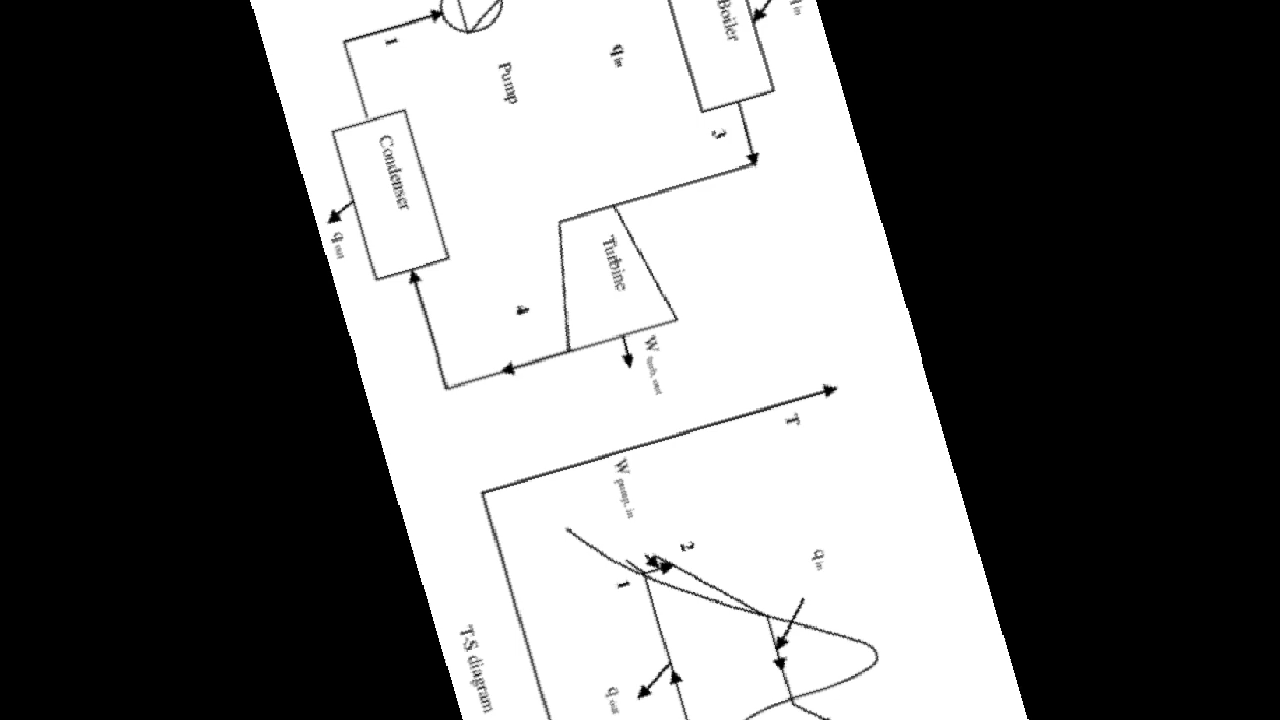 q in
Boiler
q in
3
Pump
1
Condenser
q out
Turbine
4
W turb, out
T
W pump, in
2
q in
1
q out
T-S diagram